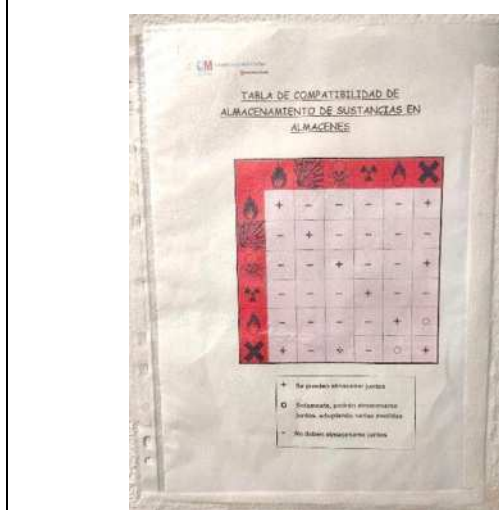 TABLA DE COMPATIBILIDAD DE
ALMACENAMIENTO DE SUSTANCIAS EN
ALMACENES
+ - - - - +
- + - - - -
- - + - - +
- - - + - -
- - - - + O
+ - + - O +
+ Se pueden almacenar juntos
O Solamente, podrán almacenarse
juntos, adoptando ciertas medidas
- No deben almacenarse juntos